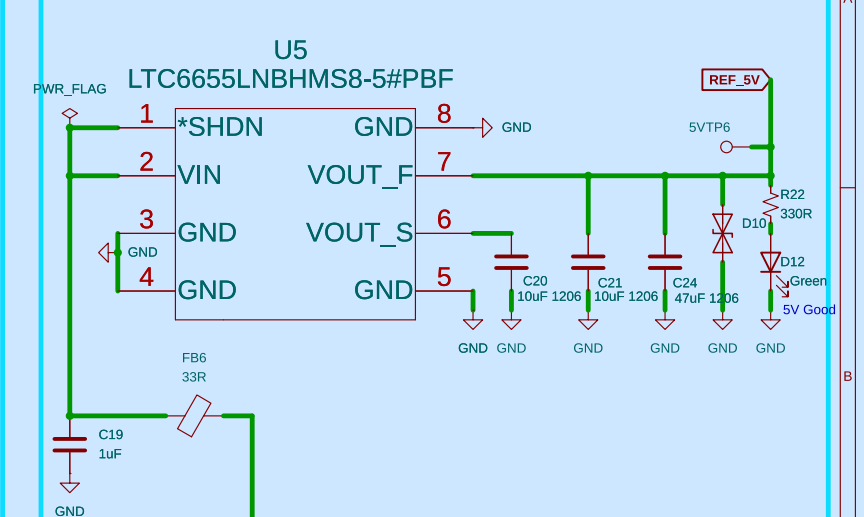 A
U5
LTC6655LNBHMS8-5#PBF
PWR_FLAG
REF_5V
1
*SHDN
GND
8
GND
5VTP6
2
VIN
VOUT_F
7
R22
330R
3
GND
VOUT_S
6
D10
GND
D12
4
GND
GND
5
C20
10uF 1206
C21
10uF 1206
C24
47uF 1206
Green
5V Good
GND
GND
GND
GND
GND
GND
FB6
33R
B
C19
1uF
GND